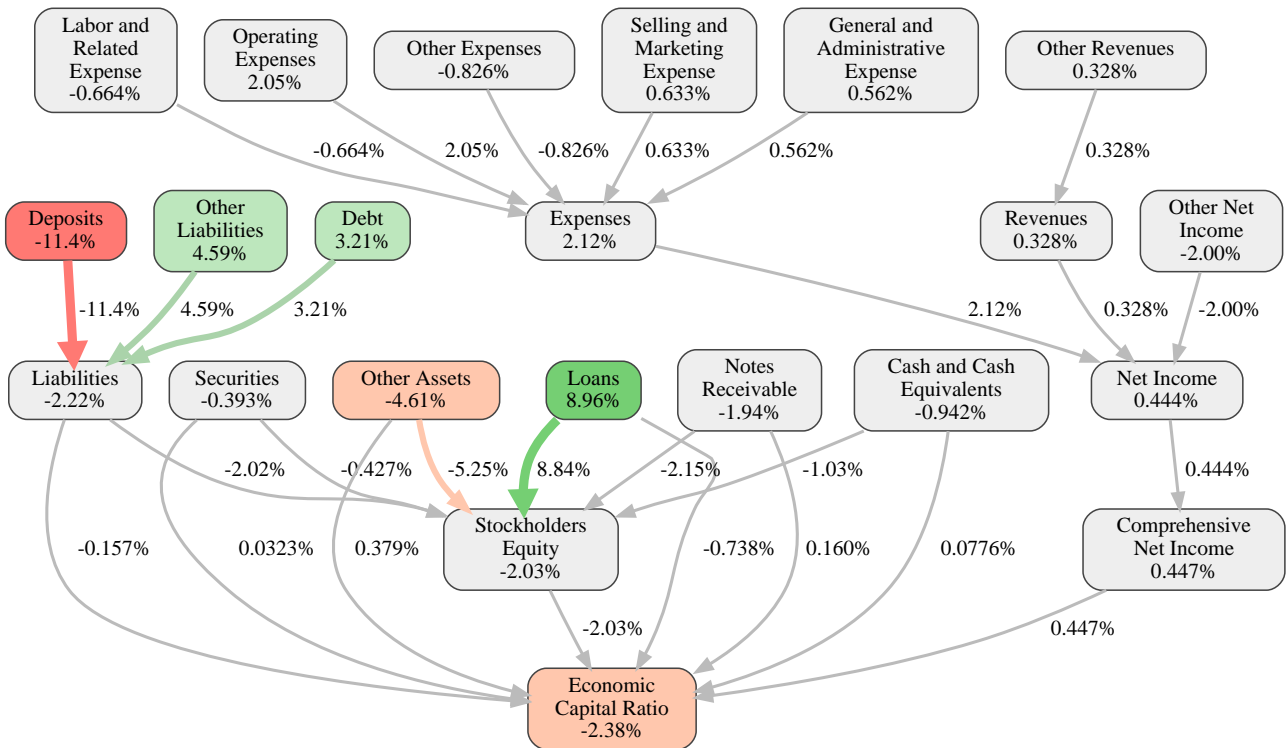 Labor and
Related
Expense
-0.664%
Operating
Expenses
2.05%
Other Expenses
-0.826%
Selling and
Marketing
Expense
0.633%
General and
Administrative
Expense
0.562%
Other Revenues
0.328%
-0.664%
2.05%
-0.826%
0.633%
0.562%
0.328%
Deposits
-11.4%
Other
Liabilities
4.59%
Debt
3.21%
Expenses
2.12%
Revenues
0.328%
Other Net
Income
-2.00%
-11.4%
4.59%
3.21%
2.12%
0.328%
-2.00%
Liabilities
-2.22%
Securities
-0.393%
Other Assets
-4.61%
Loans
8.96%
Notes
Receivable
-1.94%
Cash and Cash
Equivalents
-0.942%
Net Income
0.444%
-2.02%
-0.427%
-5.25%
8.84%
-2.15%
-1.03%
0.444%
Stockholders
Equity
-2.03%
Comprehensive
Net Income
0.447%
-0.157%
0.0323%
0.379%
-0.738%
0.160%
0.0776%
-2.03%
0.447%
Economic
Capital Ratio
-2.38%